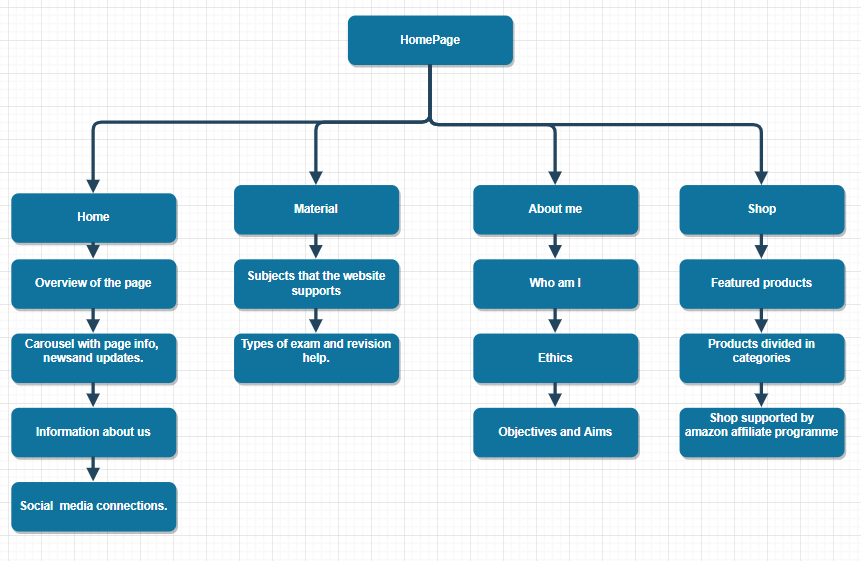 HomePage
Home
Material
About me
Shop
Overview of the page
Subjects that the website
supports
Who am I
Featured products
Carousel with page info,
newsand updates.
Types of exam and revision
help.
Ethics
Products divided in
categories
Information about us
Objectives and Aims
Shop supported by
amazon affiliate programme
Social  media connections.